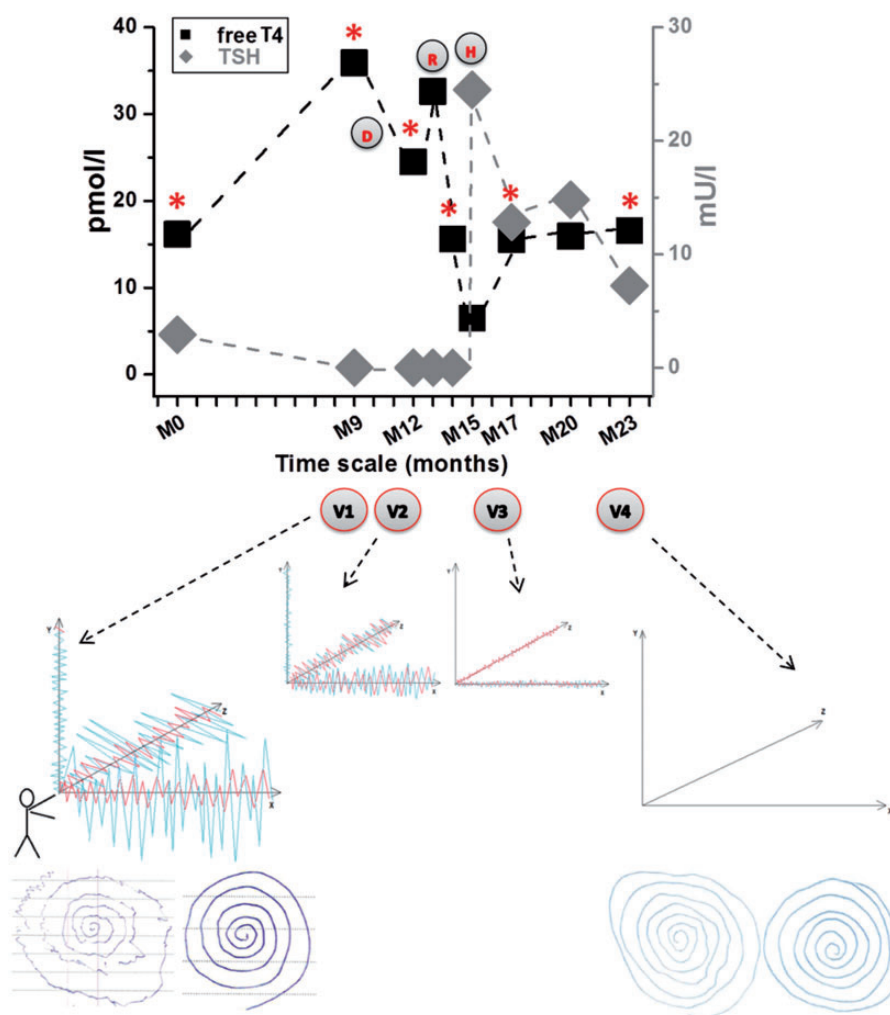 40
30
20
10
0
pmol/l
free T4
TSH
*
*
*
*
*
*
D
R
H
30
20
10
0
mU/l
M0
M9
M12
M15
M17
M20
M23
Time scale (months)
V1
V2
V3
V4
Y
Z
X
Y
Z
X
Y
Z
X
Y
Z
X